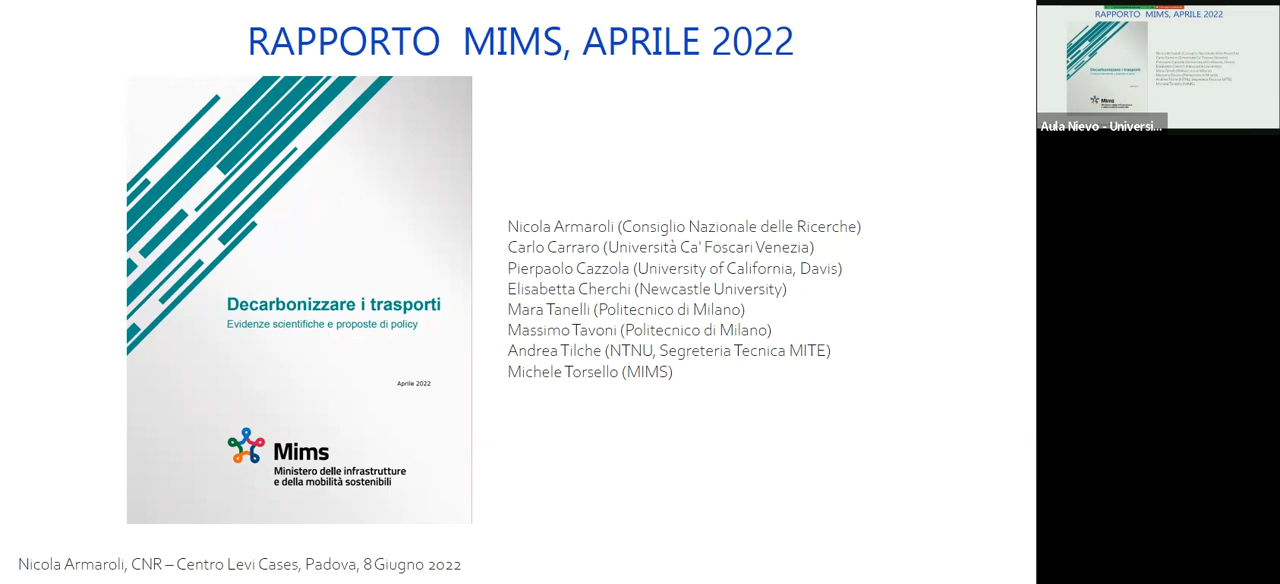 RAPPORTO MIMS, APRILE 2022
Decarbonizzare i trasporti
Evidenze scientifiche e proposte di policy
Aprile 2022
Mims
Ministero delle infrastrutture
e della mobilità sostenibili
Nicola Armaroli (Consiglio Nazionale delle Ricerche)
Carlo Carraro (Università Ca' Foscari Venezia)
Pierpaolo Cazzola (University of California, Davis)
Elisabetta Cherchi (Newcastle University)
Mara Tanelli (Politecnico di Milano)
Massimo Tavoni (Politecnico di Milano)
Andrea Tilche (NTNU, Segreteria Tecnica MITE)
Michele Torsello (MIMS)
Nicola Armaroli, CNR – Centro Levi Cases, Padova, 8 Giugno 2022
RAPPORTO MIMS, APRILE 2022
Decarbonizzare i trasporti
Mims
Aula Nievo - Universi...